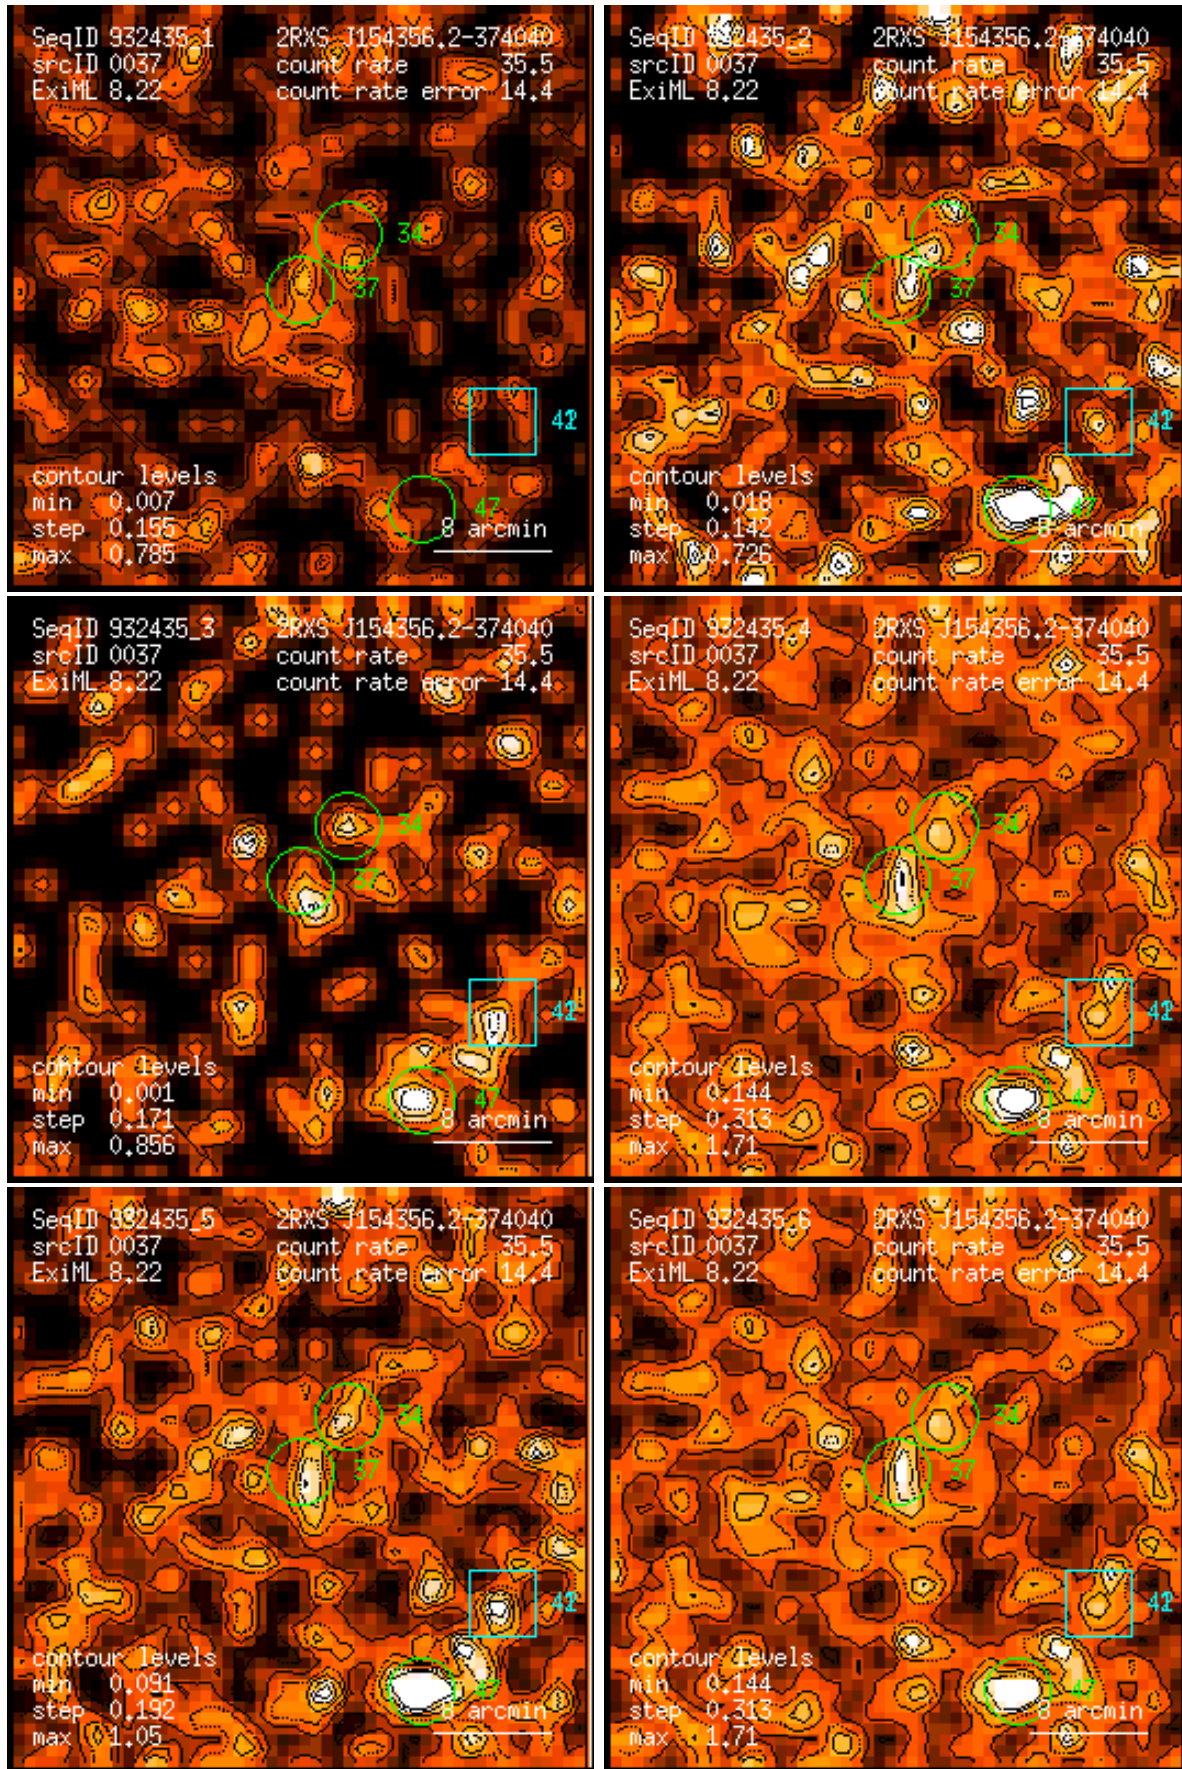 SeqID 932435_1 2RXS J154356.2-374040
srcID 0037 count rate 35.5
ExiML 8.22 count rate error 14.4
34
37
42
contour levels
min 0.007
47
step 0.155 8 arcmin
max 0.785
SeqID 932435_2 2RXS J154356.2-374040
srcID 0037 count rate 35.5
ExiML 8.22 count rate error 14.4
34
37
42
contour levels
min 0.018
47
step 0.142 8 arcmin
max 0.726
SeqID 932435_3 2RXS J154356.2-374040
srcID 0037 count rate 35.5
ExiML 8.22 count rate error 14.4
34
37
42
contour levels
min 0.001
47
step 0.171 8 arcmin
max 0.856
SeqID 932435_4 2RXS J154356.2-374040
srcID 0037 count rate 35.5
ExiML 8.22 count rate error 14.4
34
37
42
contour levels
min 0.144
47
step 0.313 8 arcmin
max 1.71
SeqID 932435_5 2RXS J154356.2-374040
srcID 0037 count rate 35.5
ExiML 8.22 count rate error 14.4
34
37
42
contour levels
min 0.091
47
step 0.192 8 arcmin
max 1.05
SeqID 932435_6 2RXS J154356.2-374040
srcID 0037 count rate 35.5
ExiML 8.22 count rate error 14.4
34
37
42
contour levels
min 0.144
47
step 0.313 8 arcmin
max 1.71